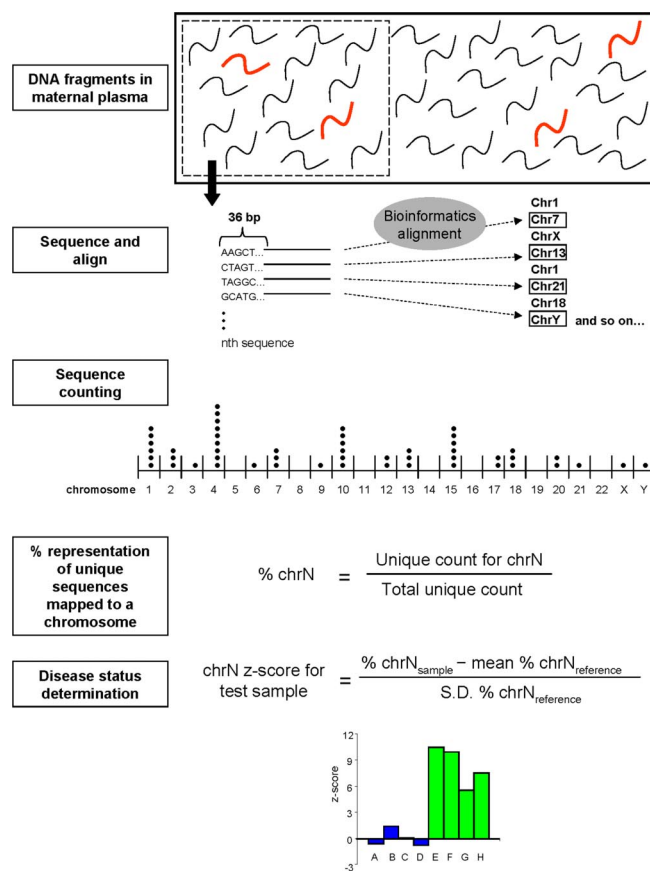 DNA fragments in
maternal plasma
36 bp
Bioinformatics
alignment
Sequence and
align
AAGCT...
CTAGT...
TAGGC...
GCATG...
nth sequence
Chr1
Chr7
ChrX
Chr13
Chr1
Chr21
Chr18
ChrY and so on...
Sequence
counting
chromosome 1 2 3 4 5 6 7 8 9 10 11 12 13 14 15 16 17 18 19 20 21 22 X Y
% representation
of unique
sequences
mapped to a
chromosome
% chrN = Unique count for chrN
Total unique count
Disease status
determination
chrN z-score for
test sample
= % chrNsample – mean % chrNreference
S.D. % chrNreference
z-score
12
9
6
3
0
-3
A B C D E F G H